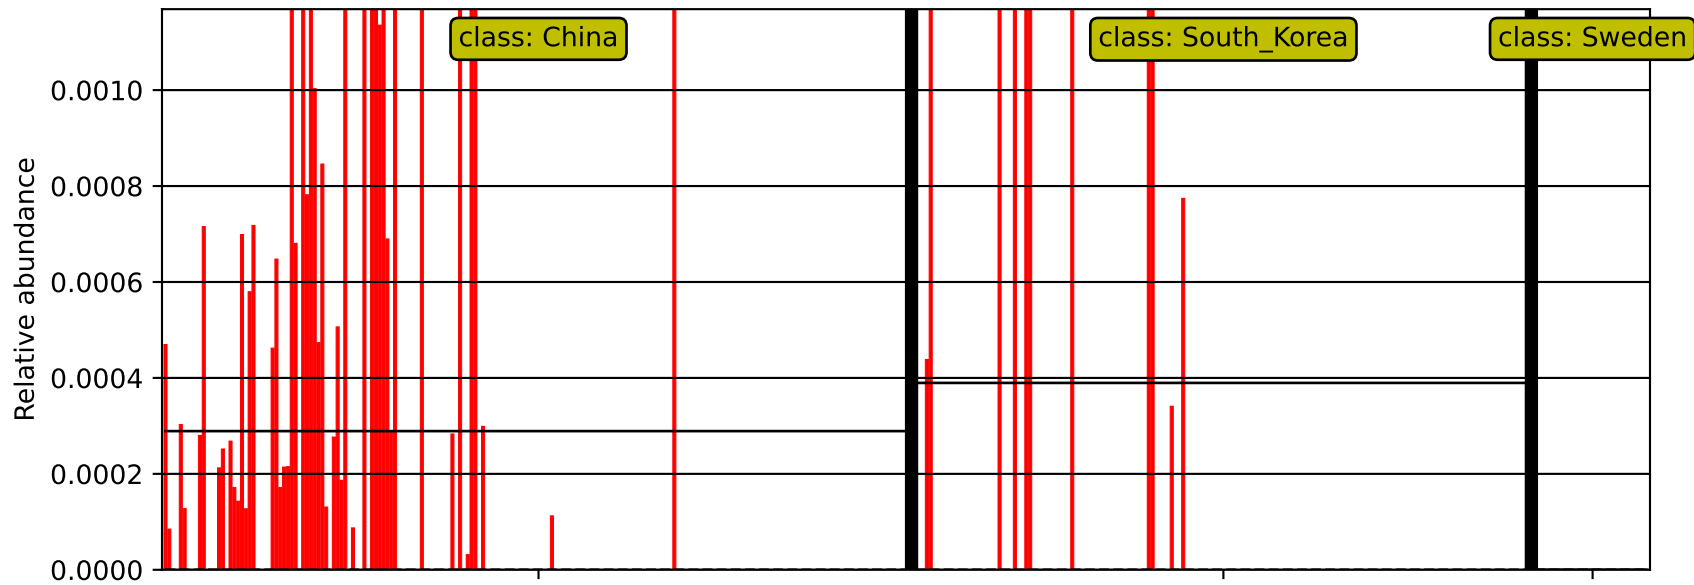 class: China
class: South_Korea
class: Sweden
Relative abundance
0.0010
0.0008
0.0006
0.0004
0.0002
0.0000